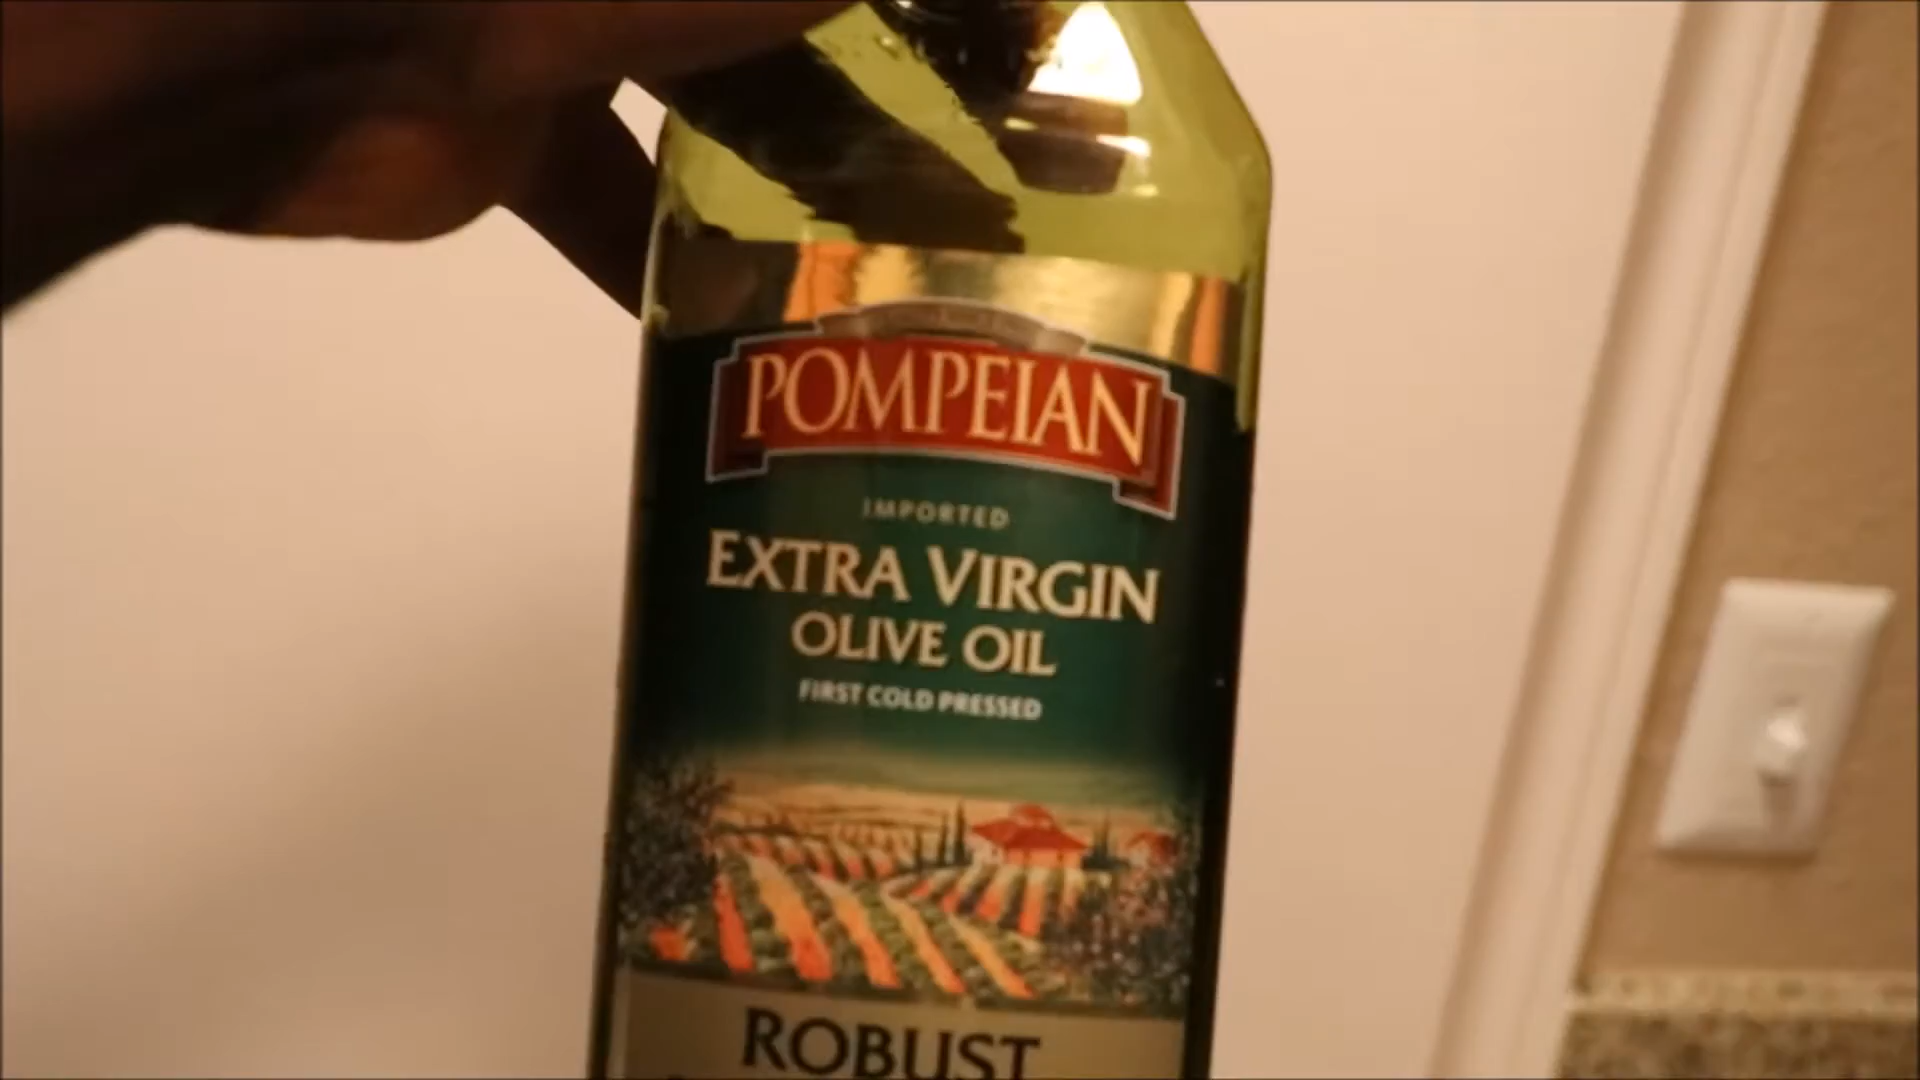 POMPEIAN
IMPORTED
EXTRA VIRGIN
OLIVE OIL
FIRST COLD PRESSED
ROBUST